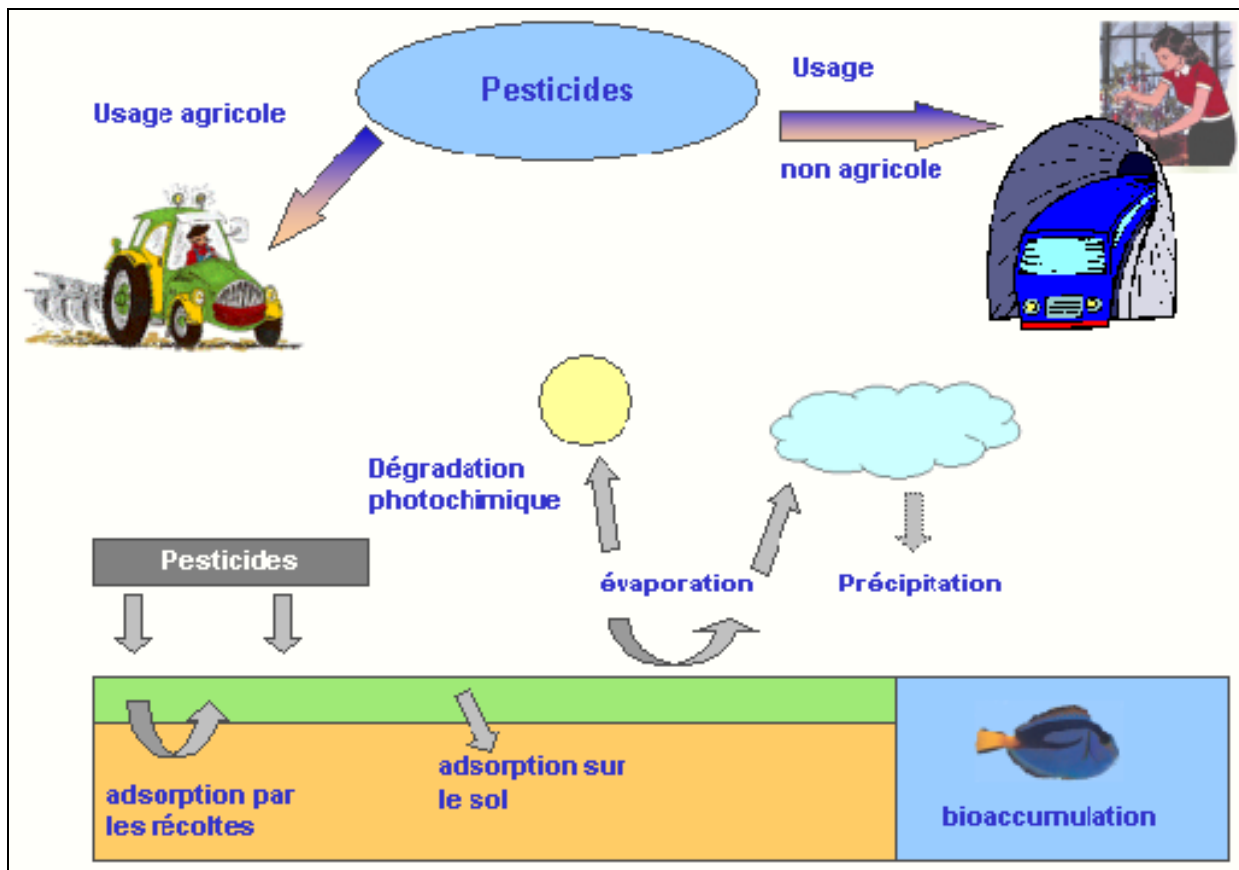 Pesticides
Usage
Usage agricole
non agricole
Dégradation
photochimique
Pesticides
évaporation
Précipitation
adsorption sur
le sol
adsorption par
les récoltes
bioaccumulation